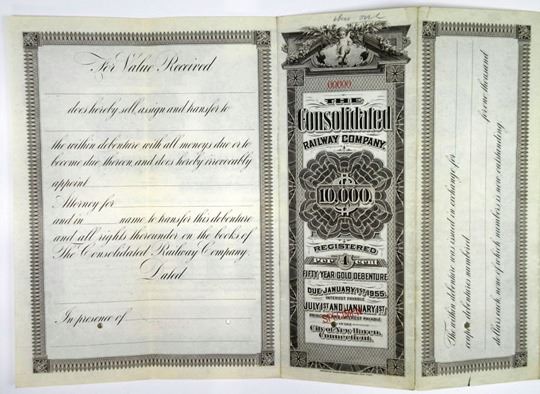 For Value Received
does hereby sell, assign and transfer to
the within debenture with all moneys due or to
become due thereon, and does hereby irrevocably
appoint
Attorney for
and in name to transfer this debenture
and all rights thereunder on the books of
The Consolidated Railway Company.
Dated
In presence of
00000
THE
Consolidated
RAILWAY COMPANY.
$
10,000.
REGISTERED
Per 4 cent
FIFTY YEAR GOLD DEBENTURE
DUE JANUARY 1ST 1955.
INTEREST PAYABLE
JULY 1ST AND JANUARY 1ST
SPECIMEN
City of New Haven,
Connecticut.
The within debenture was issued in exchange for
for one thousand
coupon debentures numbered
dollars each, none of which numbers is now outstanding.